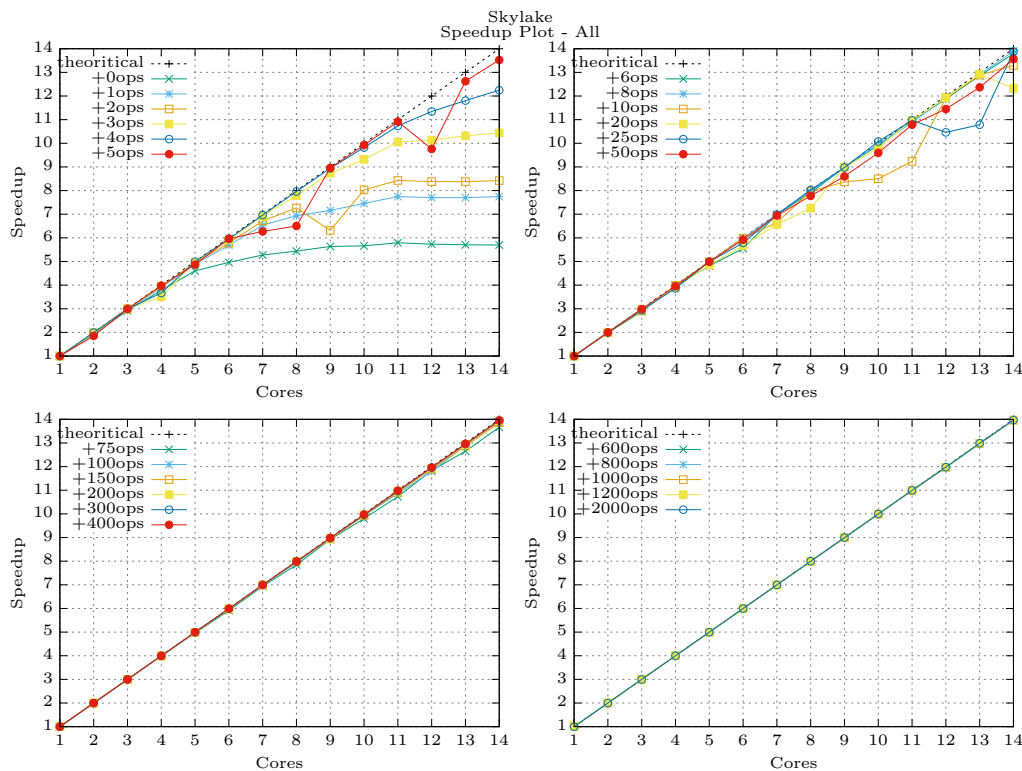 Skylake
Speedup Plot - All
theoritical
+0ops
+1ops
+2ops
+3ops
+4ops
+5ops
Speedup
14
13
12
11
10
9
8
7
6
5
4
3
2
1
1 2 3 4 5 6 7 8 9 10 11 12 13 14
Cores
theoritical
+6ops
+8ops
+10ops
+20ops
+25ops
+50ops
Speedup
14
13
12
11
10
9
8
7
6
5
4
3
2
1
1 2 3 4 5 6 7 8 9 10 11 12 13 14
Cores
theoritical
+75ops
+100ops
+150ops
+200ops
+300ops
+400ops
Speedup
14
13
12
11
10
9
8
7
6
5
4
3
2
1
1 2 3 4 5 6 7 8 9 10 11 12 13 14
Cores
theoritical
+600ops
+800ops
+1000ops
+1200ops
+2000ops
Speedup
14
13
12
11
10
9
8
7
6
5
4
3
2
1
1 2 3 4 5 6 7 8 9 10 11 12 13 14
Cores